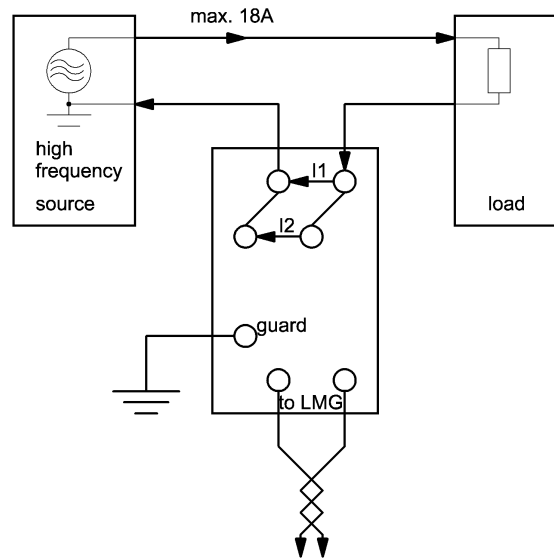 max. 18A
high
frequency
source
load
I1
I2
guard
to LMG